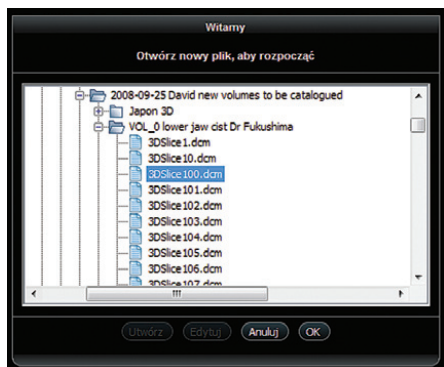 Witamy
Otwórz nowy plik, aby rozpocząć
2008-09-25 David new volumes to be catalogued
Japon 3D
VOL_0 lower jaw cist Dr Fukushima
3DSlice1.dcm
3DSlice10.dcm
3DSlice100.dcm
3DSlice101.dcm
3DSlice102.dcm
3DSlice103.dcm
3DSlice104.dcm
3DSlice105.dcm
3DSlice106.dcm
3DSlice107.dcm
Utwórz Edytuj Anuluj OK